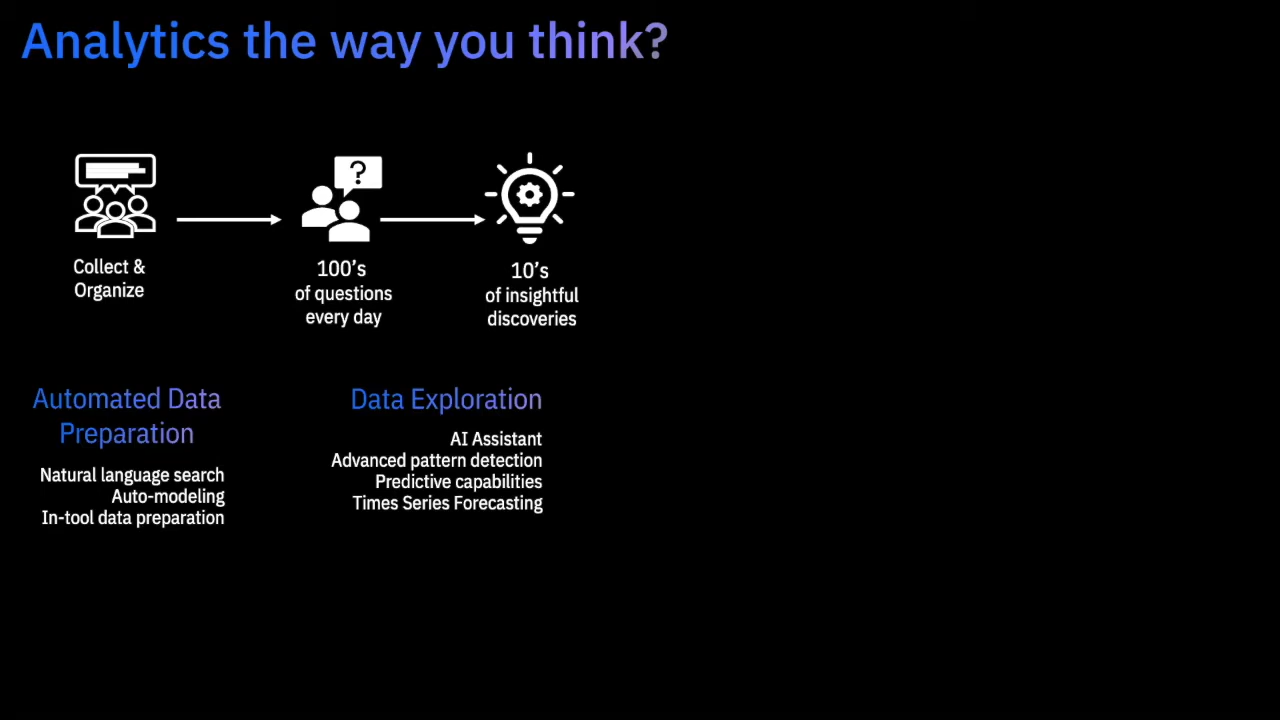 Analytics the way you think?
?
Collect &
Organize
100's
of questions
every day
10's
of insightful
discoveries
Automated Data
Preparation
Natural language search
Auto-modeling
In-tool data preparation
Data Exploration
AI Assistant
Advanced pattern detection
Predictive capabilities
Times Series Forecasting